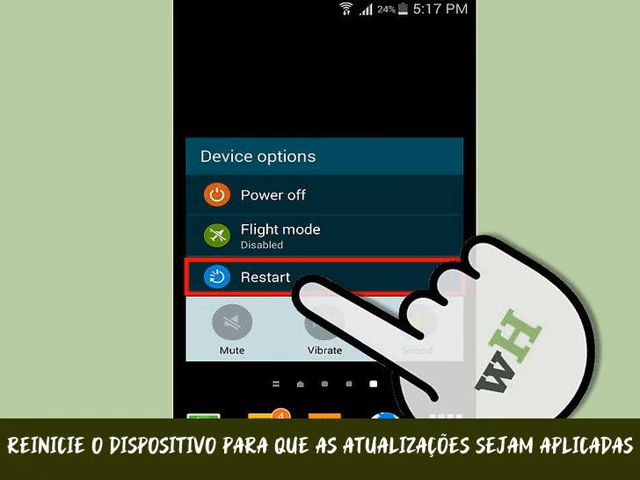 24% 5:17 PM
Device options
Power off
Flight mode
Disabled
Restart
Mute Vibrate Sound
4
wH
REINICIE O DISPOSITIVO PARA QUE AS ATUALIZAÇÕES SEJAM APLICADAS